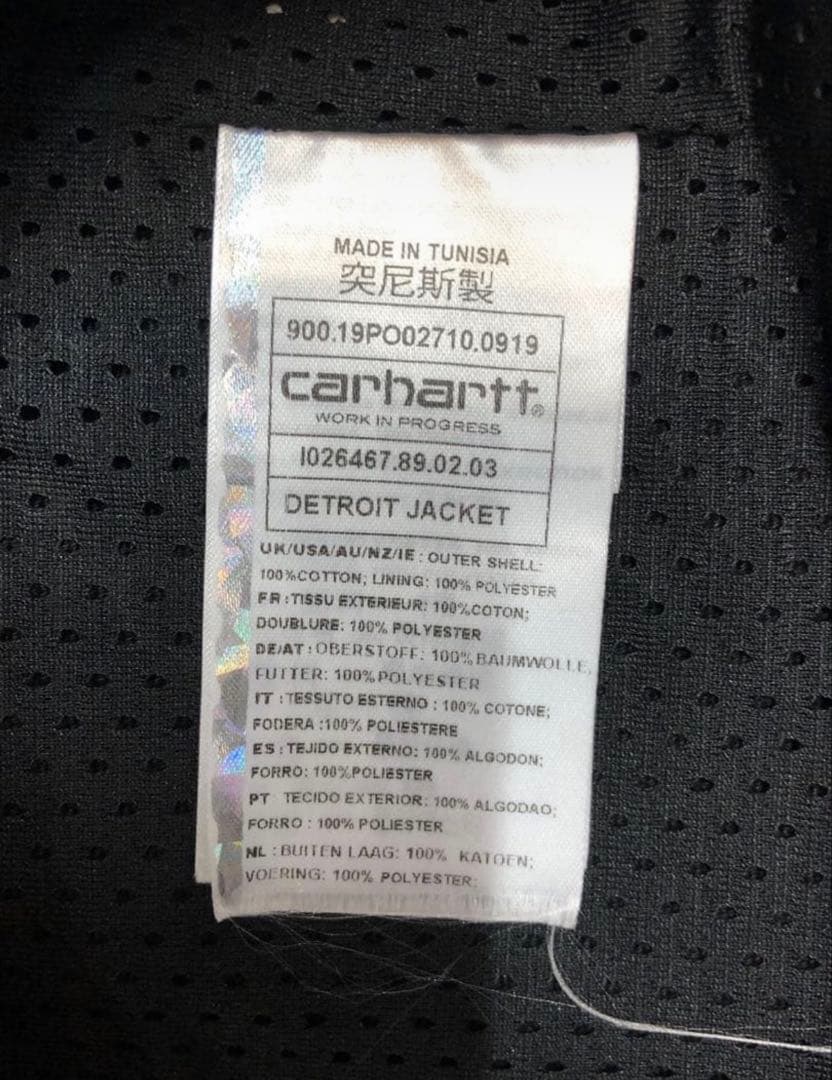 MADE IN TUNISIA
突尼斯製
900.19PO02710.0919
carhartt®
WORK IN PROGRESS
I026467.89.02.03
DETROIT JACKET
UK/USA/AU/NZ/IE : OUTER SHELL:
100%COTTON; LINING: 100% POLYESTER
FR :TISSU EXTERIEUR: 100%COTON;
DOUBLURE: 100% POLYESTER
DE/AT :OBERSTOFF: 100%BAUMWOLLE,
FUTTER: 100%POLYESTER
IT :TESSUTO ESTERNO : 100% COTONE;
FODERA :100% POLIESTERE
ES : TEJIDO EXTERNO: 100% ALGODON;
FORRO: 100%POLIESTER
PT TECIDO EXTERIOR: 100% ALGODAO;
FORRO : 100% POLIESTER
NL : BUITEN LAAG: 100% KATOEN;
VOERING: 100% POLYESTER;